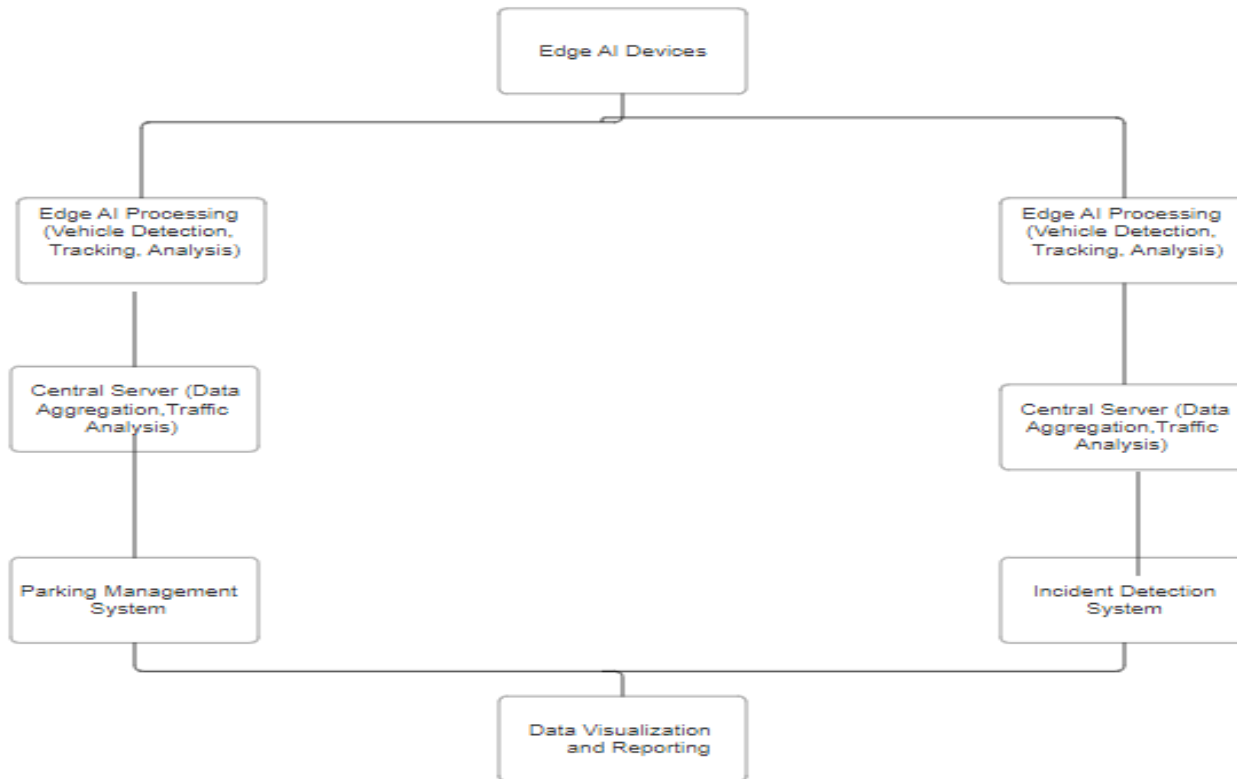 Edge AI Devices
Edge AI Processing
(Vehicle Detection,
Tracking, Analysis)
Edge AI Processing
(Vehicle Detection,
Tracking, Analysis)
Central Server (Data
Aggregation,Traffic
Analysis)
Central Server (Data
Aggregation,Traffic
Analysis)
Parking Management
System
Incident Detection
System
Data Visualization
and Reporting